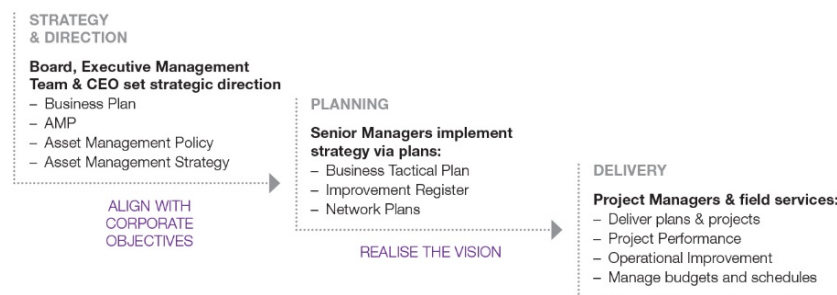 STRATEGY
& DIRECTION
Board, Executive Management
Team & CEO set strategic direction
– Business Plan
– AMP
– Asset Management Policy
– Asset Management Strategy
ALIGN WITH
CORPORATE
OBJECTIVES
PLANNING
Senior Managers implement
strategy via plans:
– Business Tactical Plan
– Improvement Register
– Network Plans
REALISE THE VISION
DELIVERY
Project Managers & field services:
– Deliver plans & projects
– Project Performance
– Operational Improvement
– Manage budgets and schedules